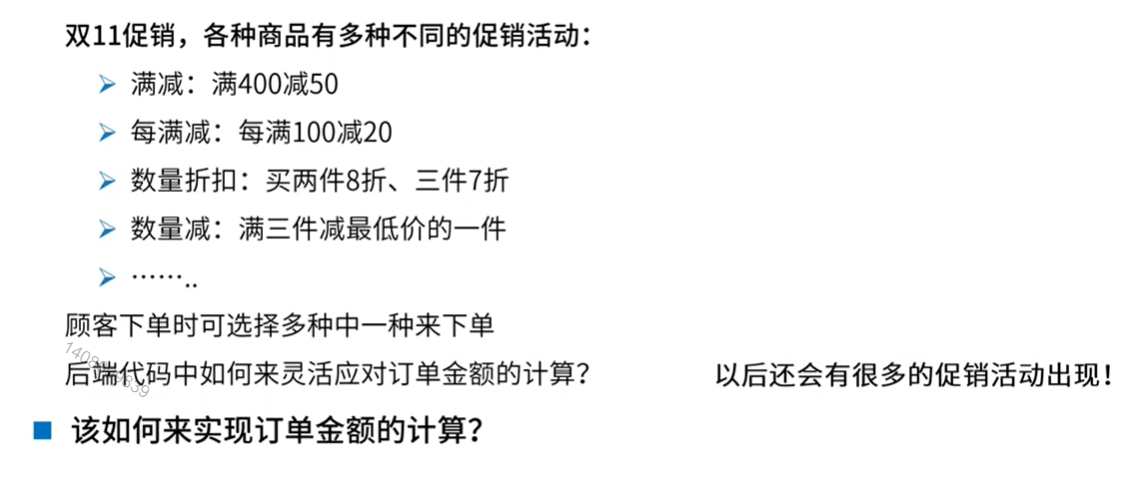 双11促销，各种商品有多种不同的促销活动：
满减：满400减50
每满减：每满100减20
数量折扣：买两件8折、三件7折
数量减：满三件减最低价的一件
……..
顾客下单时可选择多种中一种来下单
后端代码中如何来灵活应对订单金额的计算？ 以后还会有很多的促销活动出现！
该如何来实现订单金额的计算？